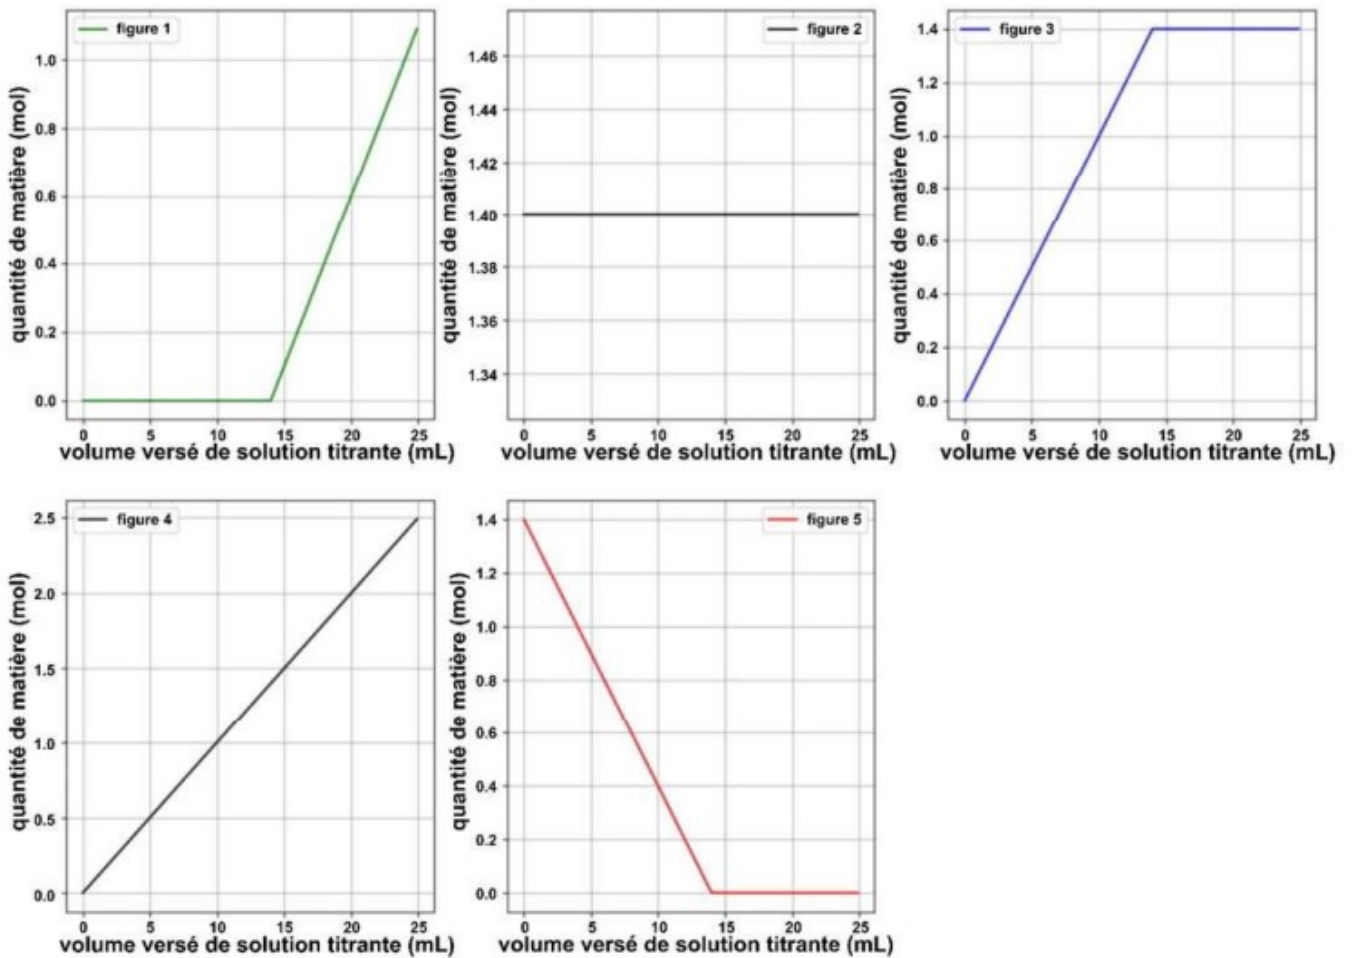 figure 1
quantité de matière (mol)
1.0
0.8
0.6
0.4
0.2
0.0
0 5 10 15 20 25
volume versé de solution titrante (mL)
figure 2
quantité de matière (mol)
1.46
1.44
1.42
1.40
1.38
1.36
1.34
0 5 10 15 20 25
volume versé de solution titrante (mL)
figure 3
quantité de matière (mol)
1.4
1.2
1.0
0.8
0.6
0.4
0.2
0.0
0 5 10 15 20 25
volume versé de solution titrante (mL)
figure 4
quantité de matière (mol)
2.5
2.0
1.5
1.0
0.5
0.0
0 5 10 15 20 25
volume versé de solution titrante (mL)
figure 5
quantité de matière (mol)
1.4
1.2
1.0
0.8
0.6
0.4
0.2
0.0
0 5 10 15 20 25
volume versé de solution titrante (mL)